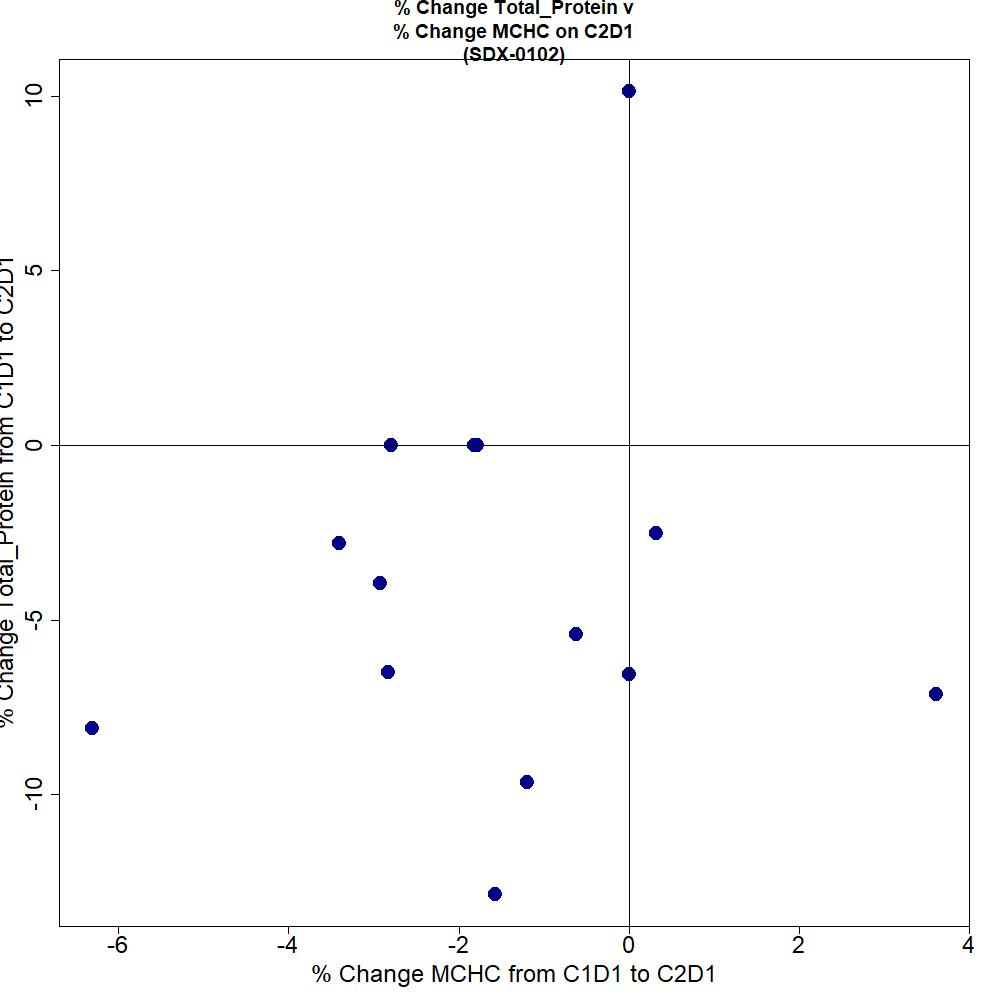 % Change Total_Protein v
% Change MCHC on C2D1
(SDX-0102)
10
5
0
-5
-10
% Change Total_Protein from C1D1 to C2D1
-6
-4
-2
0
2
4
% Change MCHC from C1D1 to C2D1